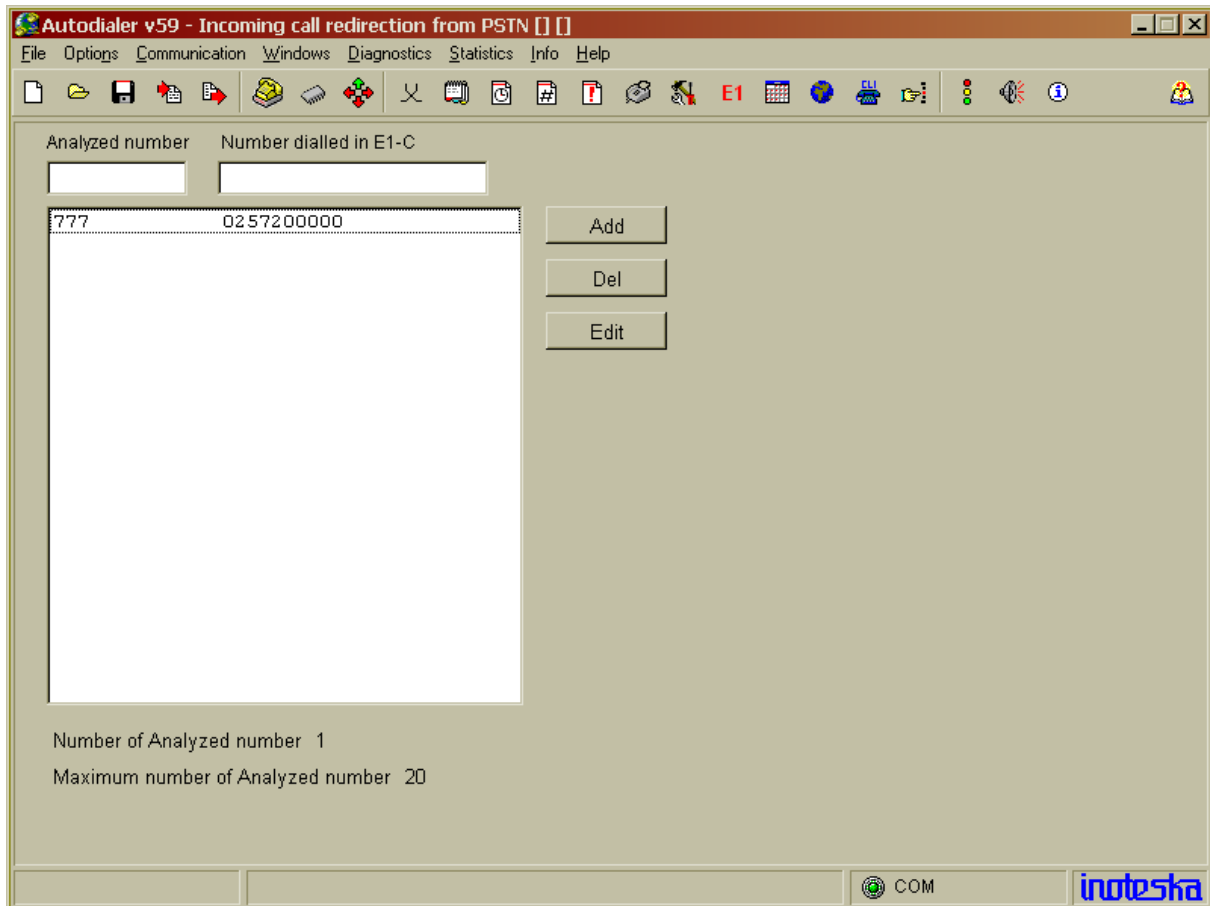 Autodialer v59 - Incoming call redirection from PSTN [] []
File Options Communication Windows Diagnostics Statistics Info Help
E1 CLI
Analyzed number Number dialled in E1-C
777 0257200000
Add
Del
Edit
Number of Analyzed number 1
Maximum number of Analyzed number 20
COM inoteska